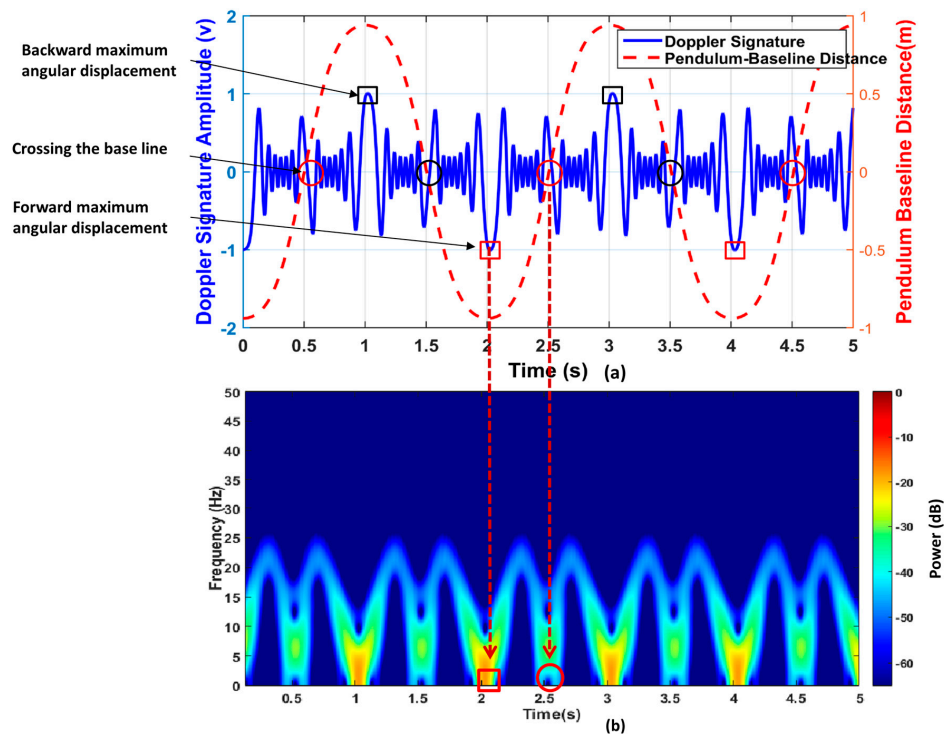 Backward maximum
angular displacement
Crossing the base line
Forward maximum
angular displacement
Doppler Signature Amplitude (v)
2
1
0
-1
-2
Doppler Signature
Pendulum-Baseline Distance
1
0.5
0
-0.5
-1
Pendulum Baseline Distance(m)
0 0.5 1 1.5 2 2.5 3 3.5 4 4.5 5
Time (s) (a)
Frequency (Hz)
50
45
40
35
30
25
20
15
10
5
0
0.5 1 1.5 2 2.5 3 3.5 4 4.5 5
Time(s)
(b)
0
-10
-20
-30
-40
-50
-60
Power (dB)